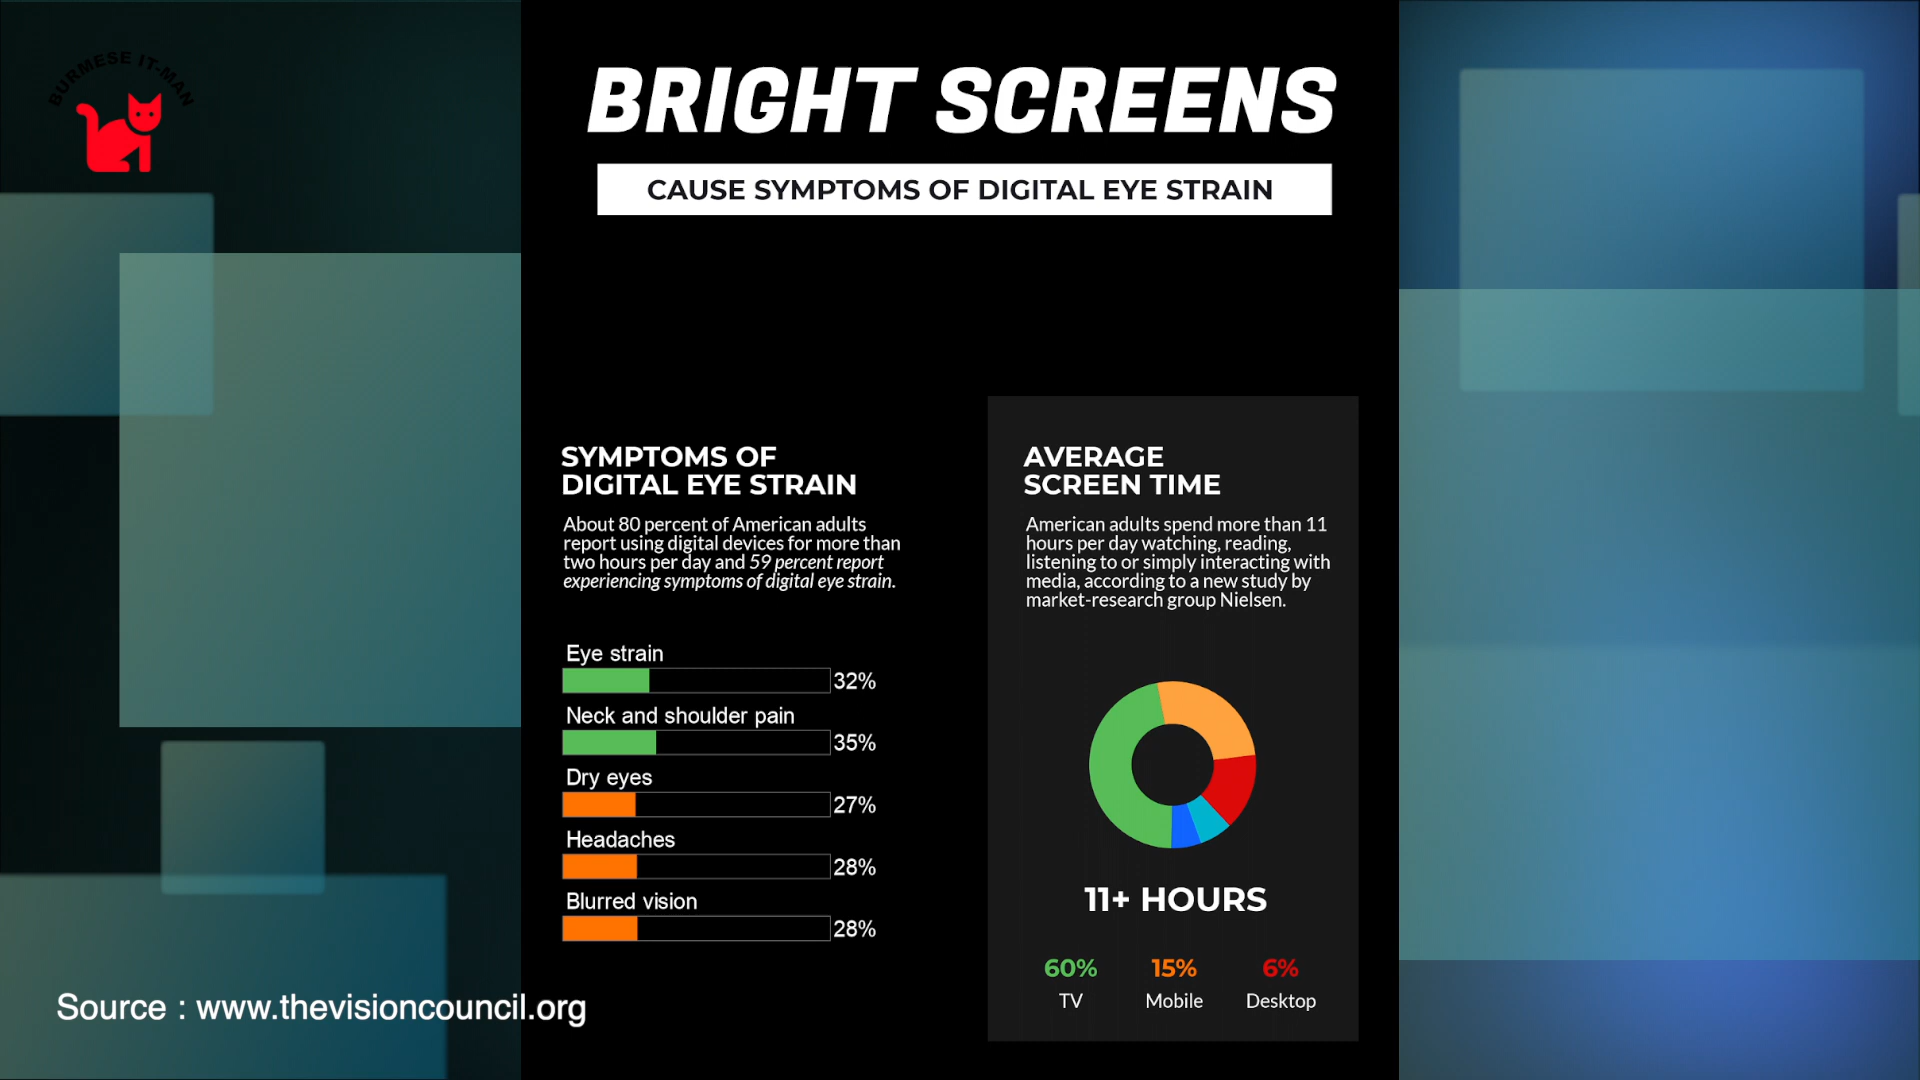 BURMESE IT-MAN
BRIGHT SCREENS
CAUSE SYMPTOMS OF DIGITAL EYE STRAIN
SYMPTOMS OF
DIGITAL EYE STRAIN
About 80 percent of American adults
report using digital devices for more than
two hours per day and 59 percent report
experiencing symptoms of digital eye strain.
Eye strain
32%
Neck and shoulder pain
35%
Dry eyes
27%
Headaches
28%
Blurred vision
28%
AVERAGE
SCREEN TIME
American adults spend more than 11
hours per day watching, reading,
listening to or simply interacting with
media, according to a new study by
market-research group Nielsen.
11+ HOURS
60% 15% 6%
TV Mobile Desktop
Source : www.thevisioncouncil.org